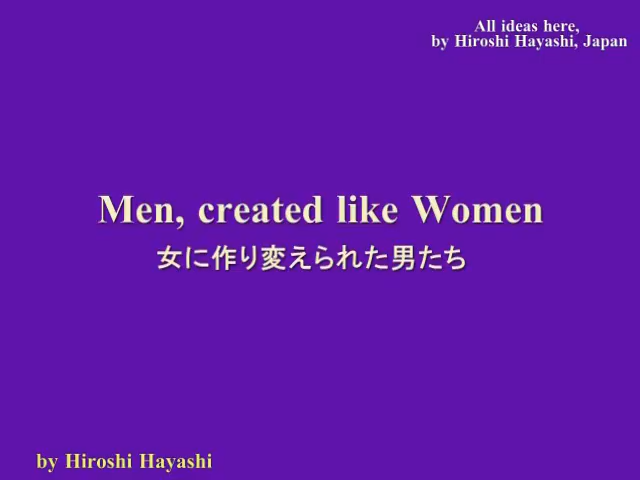 All ideas here,
by Hiroshi Hayashi, Japan
Men, created like Women
女に作り変えられた男たち
by Hiroshi Hayashi